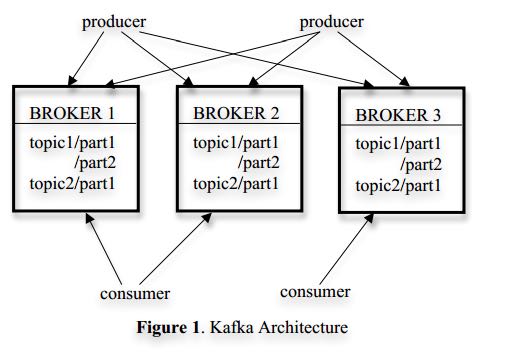 producer producer
BROKER 1
topic1/part1
/part2
topic2/part1
BROKER 2
topic1/part1
/part2
topic2/part1
BROKER 3
topic1/part1
/part2
topic2/part1
consumer consumer
Figure 1. Kafka Architecture